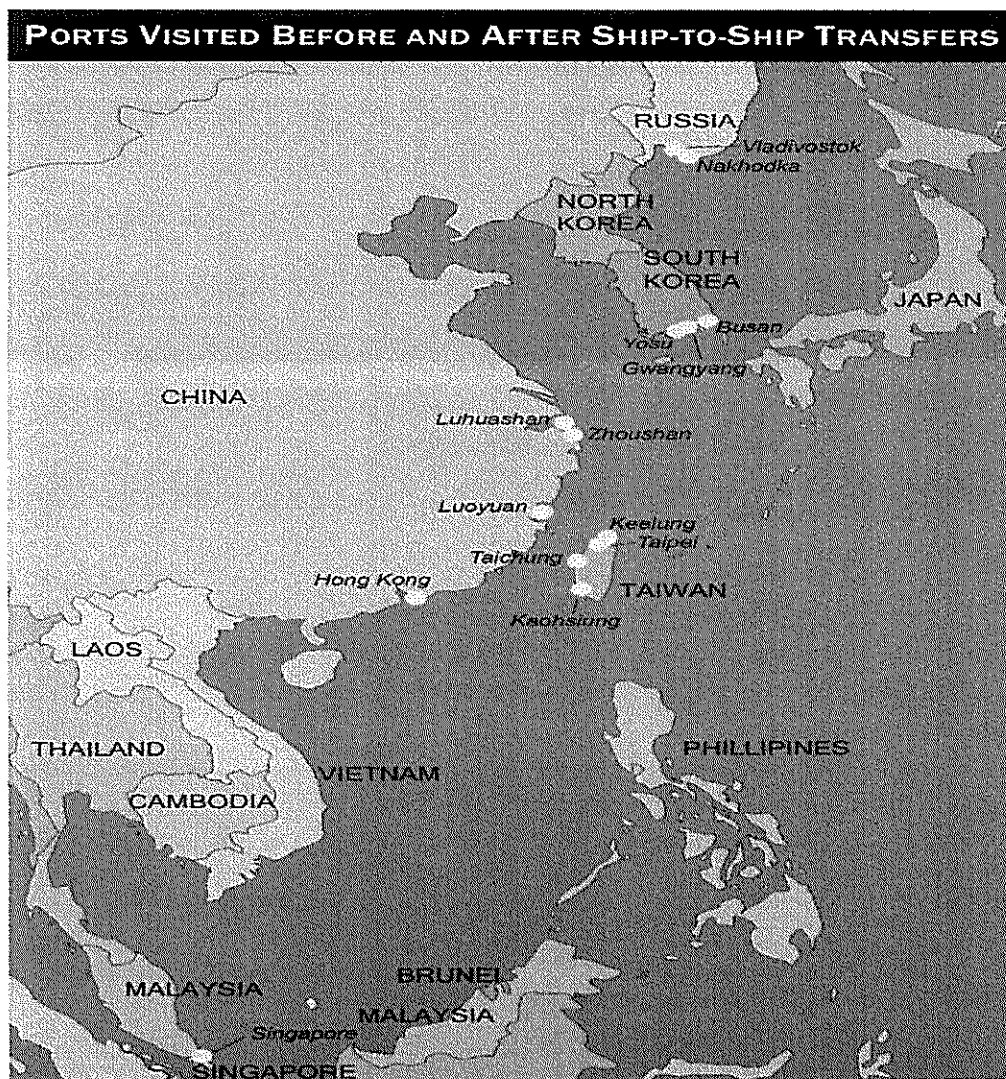 PORTS VISITED BEFORE AND AFTER SHIP-TO-SHIP TRANSFERS
RUSSIA
Vladivostok
Nakhodka
NORTH
KOREA
SOUTH
KOREA
JAPAN
Busan
Yosu
Gwangyang
CHINA
Luhuashan
Zhoushan
Luoyuan
Keelung
Taipei
Taichung
Hong Kong
TAIWAN
Kaohsiung
LAOS
THAILAND
PHILLIPINES
VIETNAM
CAMBODIA
BRUNEI
MALAYSIA
MALAYSIA
Singapore
SINGAPORE